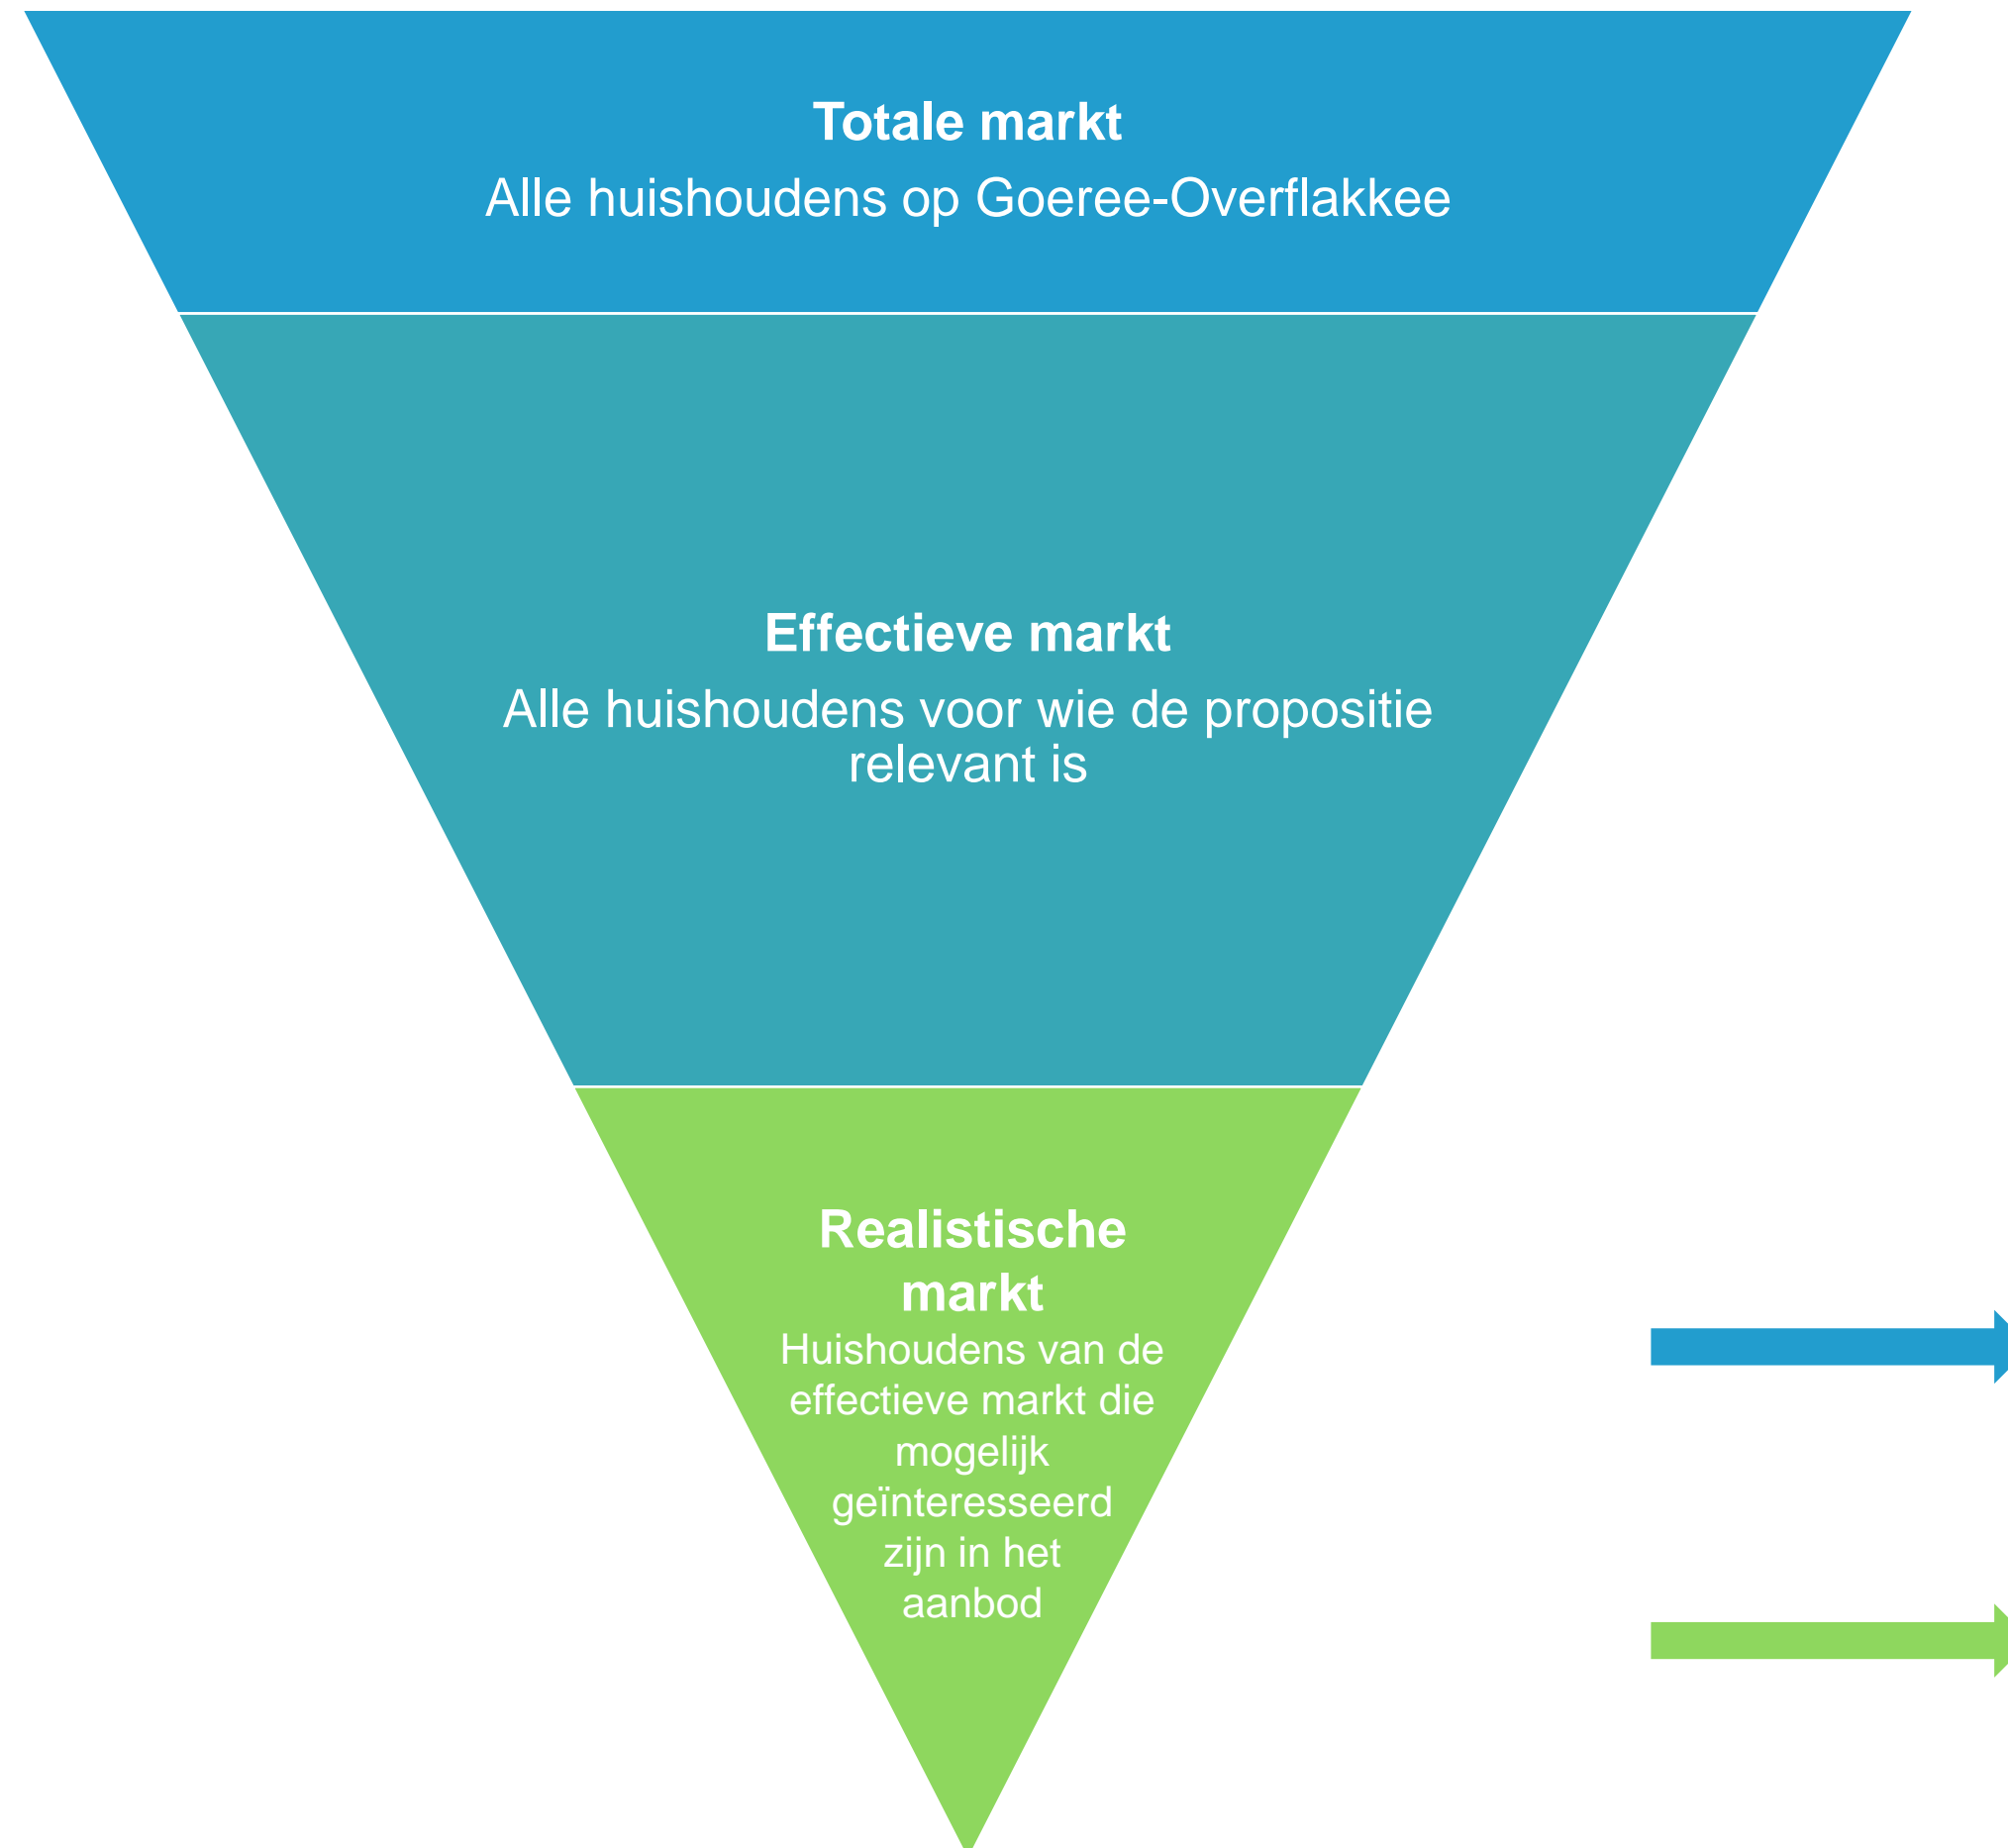 Totale markt
Alle huishoudens op Goeree-Overflakkee
Effectieve markt
Alle huishoudens voor wie de propositie
relevant is
Realistische
markt
Huishoudens van de
effectieve markt die
mogelijk
geïnteresseerd
zijn in het
aanbod